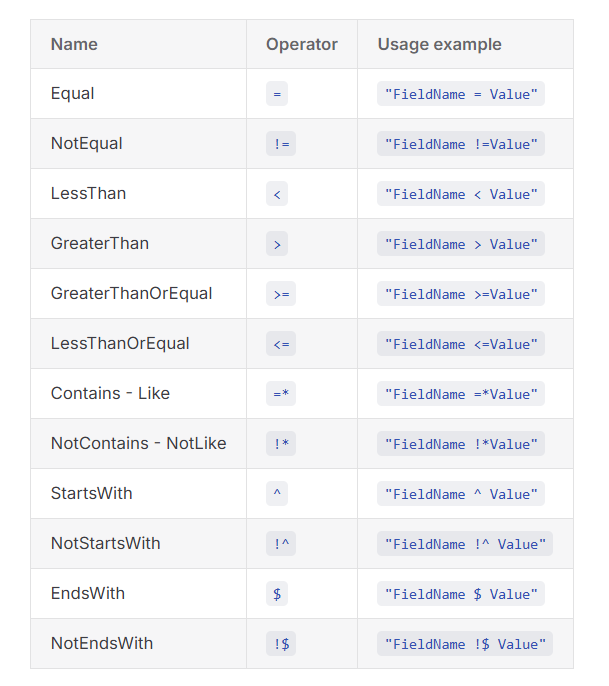 Name Operator Usage example
Equal = "FieldName = Value"
NotEqual != "FieldName !=Value"
LessThan < "FieldName < Value"
GreaterThan > "FieldName > Value"
GreaterThanOrEqual >= "FieldName >=Value"
LessThanOrEqual <= "FieldName <=Value"
Contains - Like =* "FieldName =*Value"
NotContains - NotLike !* "FieldName !*Value"
StartsWith ^ "FieldName ^ Value"
NotStartsWith !^ "FieldName !^ Value"
EndsWith $ "FieldName $ Value"
NotEndsWith !$ "FieldName !$ Value"